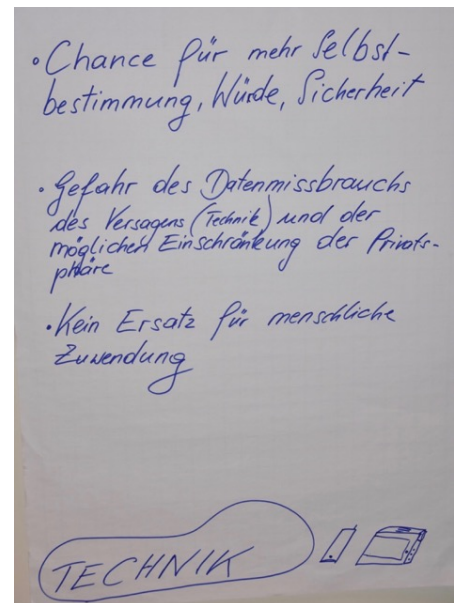 • Chance für mehr Selbst-
bestimmung, Würde, Sicherheit
• Gefahr des Datenmissbrauchs
des Versagens (Technik) und der
möglichen Einschränkung der Privats-
phäre
• Kein Ersatz für menschliche
Zuwendung
TECHNIK